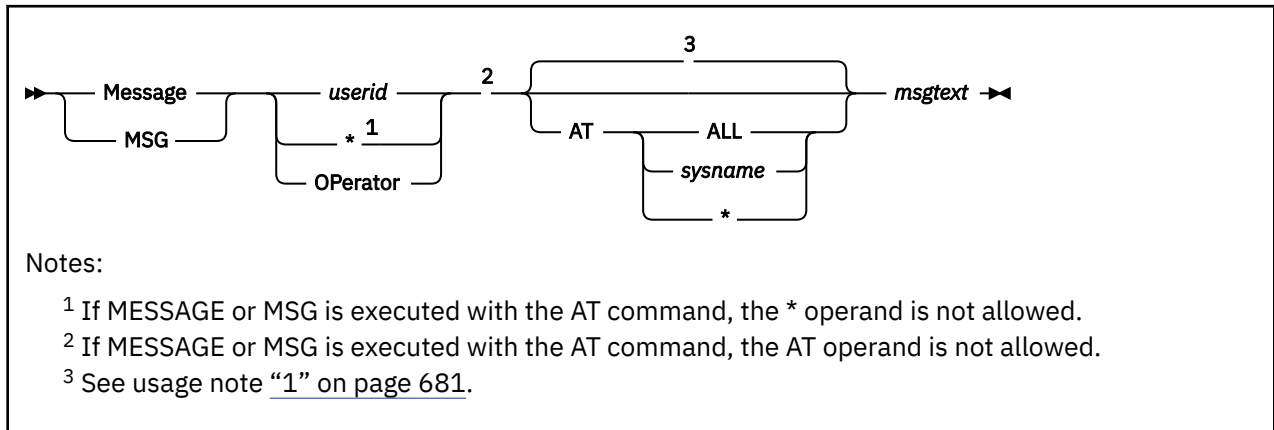 3
Message userid 2 msgtext
MSG * 1 AT ALL
OPerator sysname
*
Notes:
1 If MESSAGE or MSG is executed with the AT command, the * operand is not allowed.
2 If MESSAGE or MSG is executed with the AT command, the AT operand is not allowed.
3 See usage note “1” on page 681.